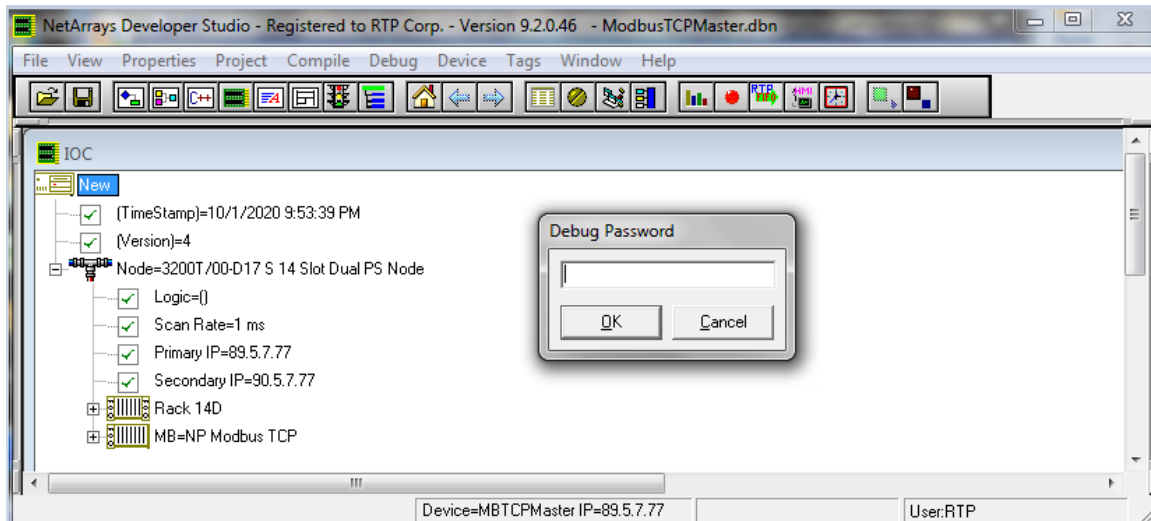 NetArrays Developer Studio - Registered to RTP Corp. - Version 9.2.0.46 - ModbusTCPMaster.dbn
File View Properties Project Compile Debug Device Tags Window Help
C++
RTP
HMI
IOC
New
(TimeStamp)=10/1/2020 9:53:39 PM
(Version)=4
Node=3200T/00-D17 S 14 Slot Dual PS Node
Logic=()
Scan Rate=1 ms
Primary IP=89.5.7.77
Secondary IP=90.5.7.77
Rack 14D
MB=NP Modbus TCP
Debug Password
OK Cancel
Device=MBTCPMaster IP=89.5.7.77 User:RTP